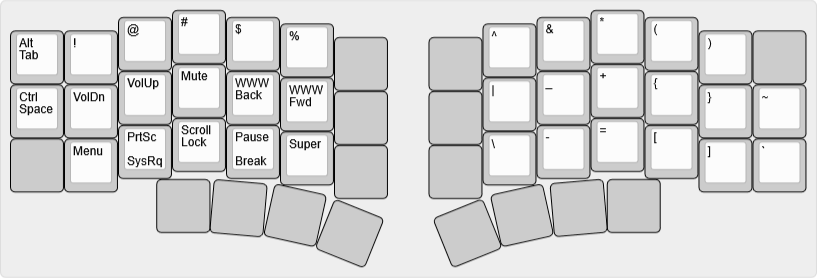 Alt
Tab
!
@
#
$
%
^
&
*
(
)
Ctrl
Space
VolDn
VolUp
Mute
WWW
Back
WWW
Fwd
|
_
+
{
}
~
Menu
PrtSc
SysRq
Scroll
Lock
Pause
Break
Super
\
-
=
[
]
`